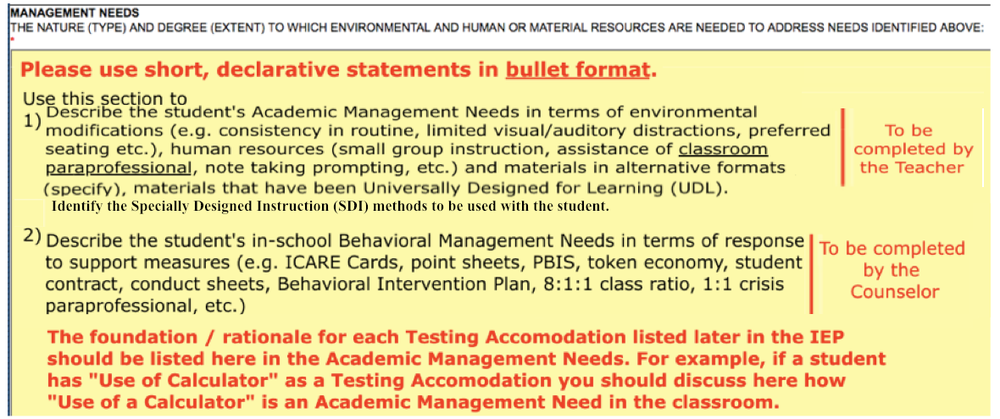 MANAGEMENT NEEDS
THE NATURE (TYPE) AND DEGREE (EXTENT) TO WHICH ENVIRONMENTAL AND HUMAN OR MATERIAL RESOURCES ARE NEEDED TO ADDRESS NEEDS IDENTIFIED ABOVE:
Please use short, declarative statements in bullet format.
Use this section to
1) Describe the student's Academic Management Needs in terms of environmental
modifications (e.g. consistency in routine, limited visual/auditory distractions, preferred
seating etc.), human resources (small group instruction, assistance of classroom
paraprofessional, note taking prompting, etc.) and materials in alternative formats
(specify), materials that have been Universally Designed for Learning (UDL).
Identify the Specially Designed Instruction (SDI) methods to be used with the student.
To be
completed by
the Teacher
2) Describe the student's in-school Behavioral Management Needs in terms of response
to support measures (e.g. ICARE Cards, point sheets, PBIS, token economy, student
contract, conduct sheets, Behavioral Intervention Plan, 8:1:1 class ratio, 1:1 crisis
paraprofessional, etc.)
To be completed
by the
Counselor
The foundation / rationale for each Testing Accomodation listed later in the IEP
should be listed here in the Academic Management Needs. For example, if a student
has "Use of Calculator" as a Testing Accomodation you should discuss here how
"Use of a Calculator" is an Academic Management Need in the classroom.